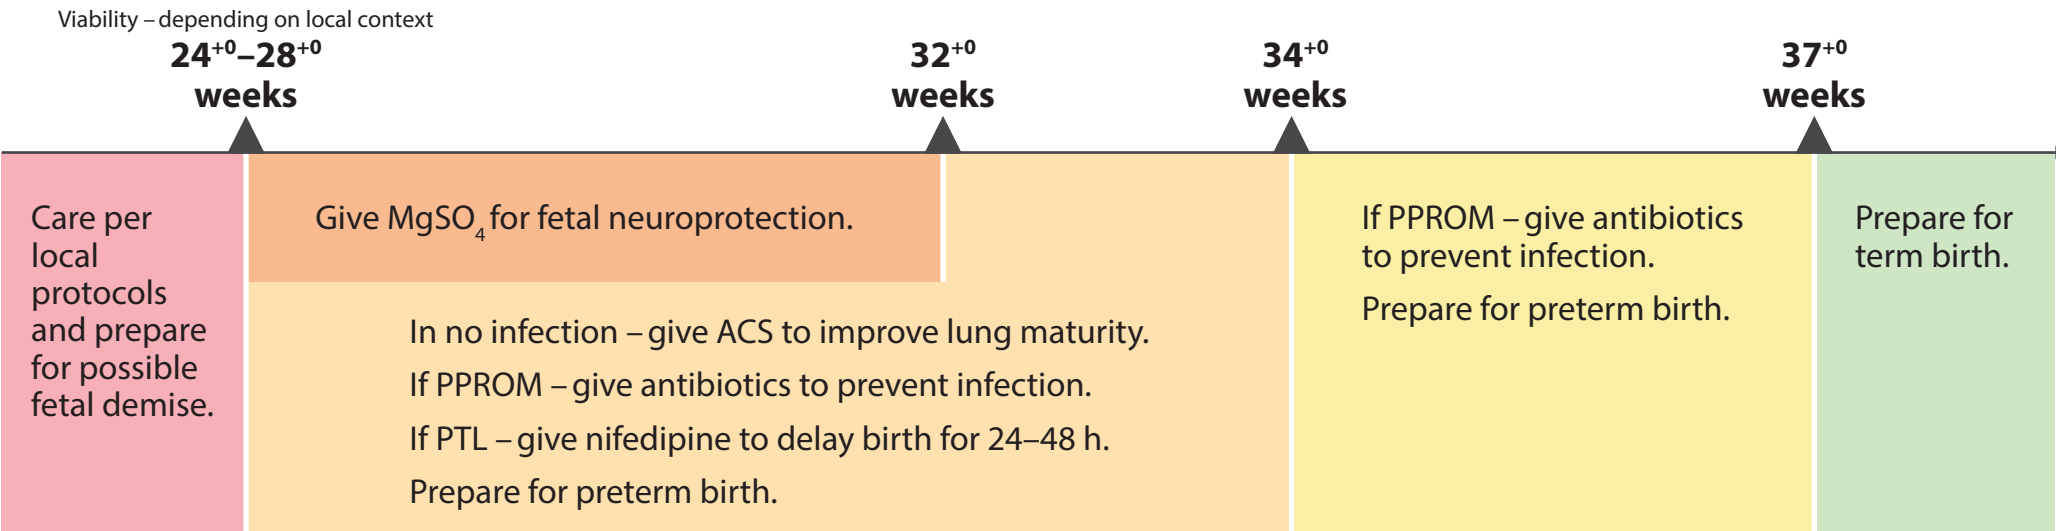 Viability – depending on local context
24+0–28+0
weeks
32+0
weeks
34+0
weeks
37+0
weeks
Care per
local
protocols
and prepare
for possible
fetal demise.
Give MgSO4 for fetal neuroprotection.
In no infection – give ACS to improve lung maturity.
If PPROM – give antibiotics to prevent infection.
If PTL – give nifedipine to delay birth for 24–48 h.
Prepare for preterm birth.
If PPROM – give antibiotics
to prevent infection.
Prepare for preterm birth.
Prepare for
term birth.